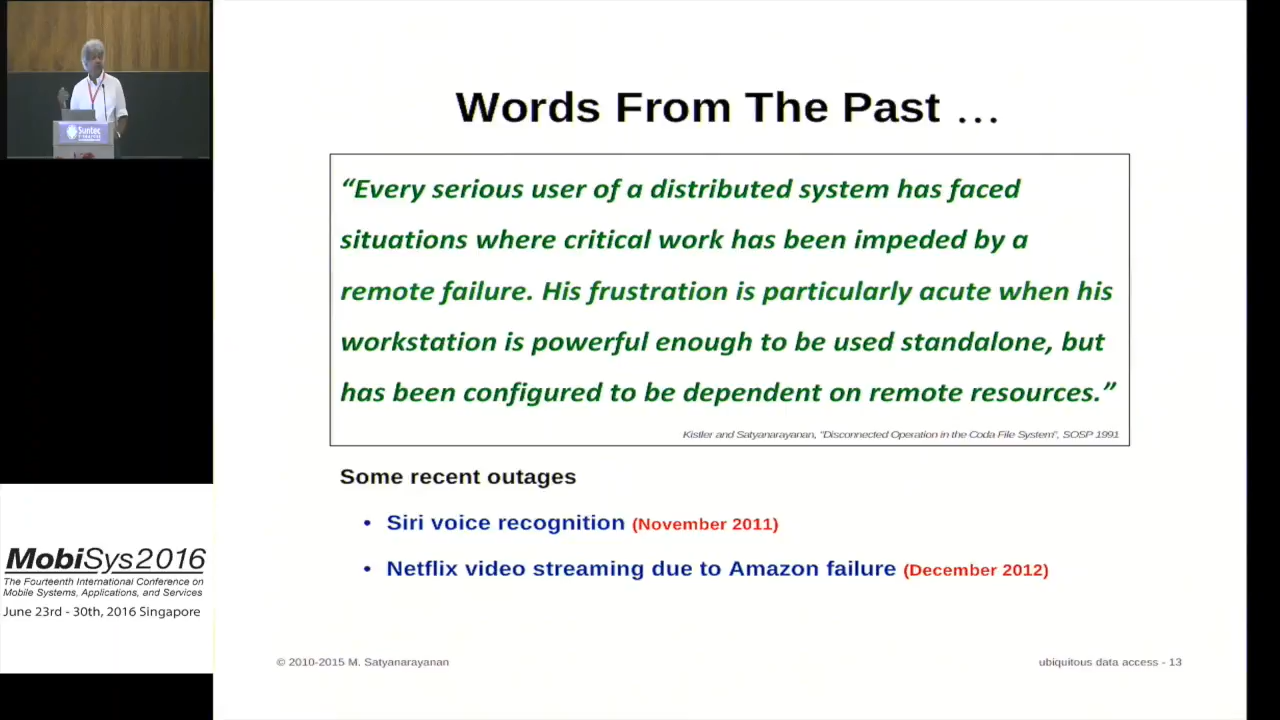 Words From The Past …
“Every serious user of a distributed system has faced
situations where critical work has been impeded by a
remote failure. His frustration is particularly acute when his
workstation is powerful enough to be used standalone, but
has been configured to be dependent on remote resources.”
Kistler and Satyanarayanan, "Disconnected Operation in the Coda File System", SOSP 1991
Some recent outages
• Siri voice recognition (November 2011)
• Netflix video streaming due to Amazon failure (December 2012)
© 2010-2015 M. Satyanarayanan
ubiquitous data access - 13
Suntec
MobiSys2016
The Fourteenth International Conference on
Mobile Systems, Applications, and Services
June 23rd - 30th, 2016 Singapore